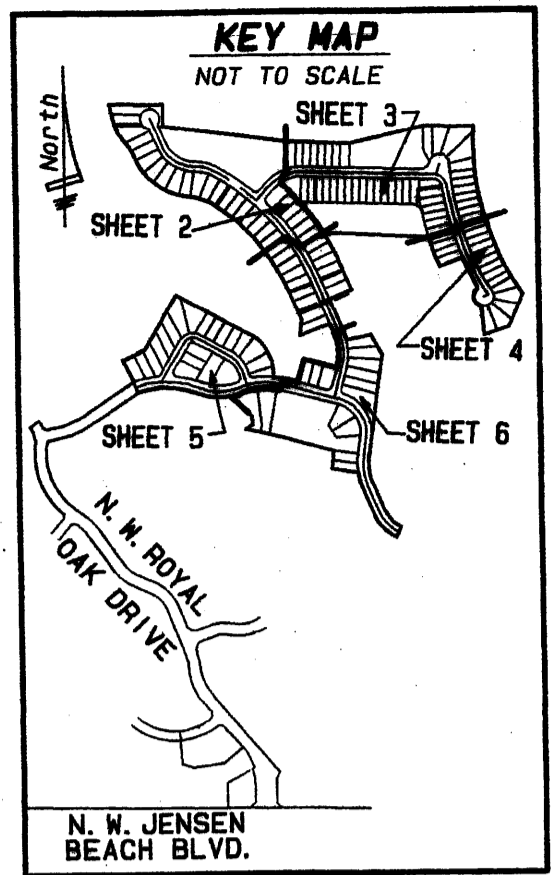 KEY MAP
NOT TO SCALE
North
SHEET 3
SHEET 2
SHEET 4
SHEET 5
SHEET 6
N. W. ROYAL
OAK DRIVE
N. W. JENSEN
BEACH BLVD.